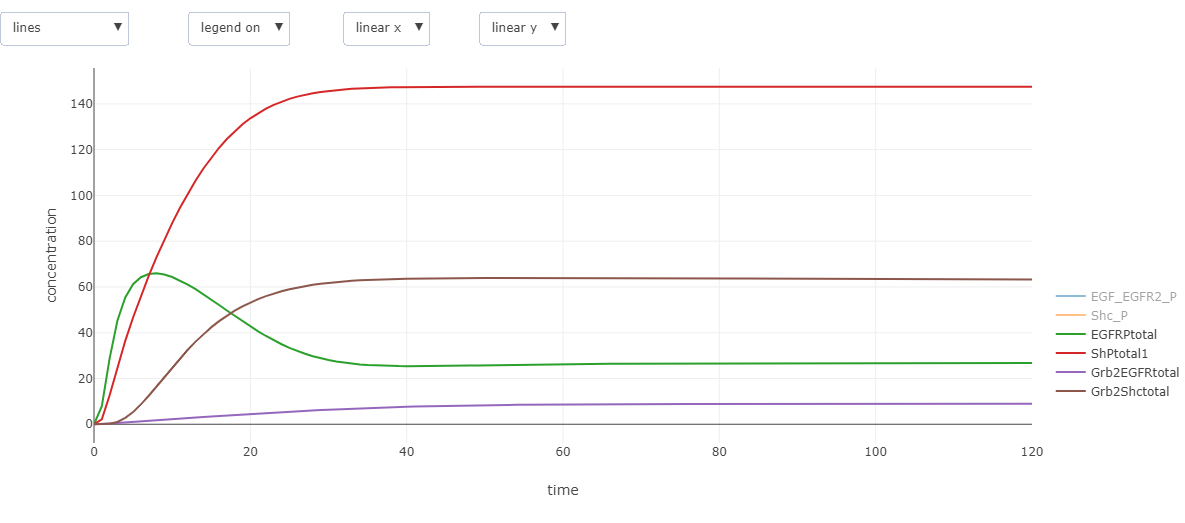 lines ▼ legend on ▼ linear x ▼ linear y ▼
140
120
100
80
60
40
20
0
concentration
0 20 40 60 80 100 120
time
EGF_EGFR2_P
Shc_P
EGFRPtotal
ShPtotal1
Grb2EGFRtotal
Grb2Shctotal